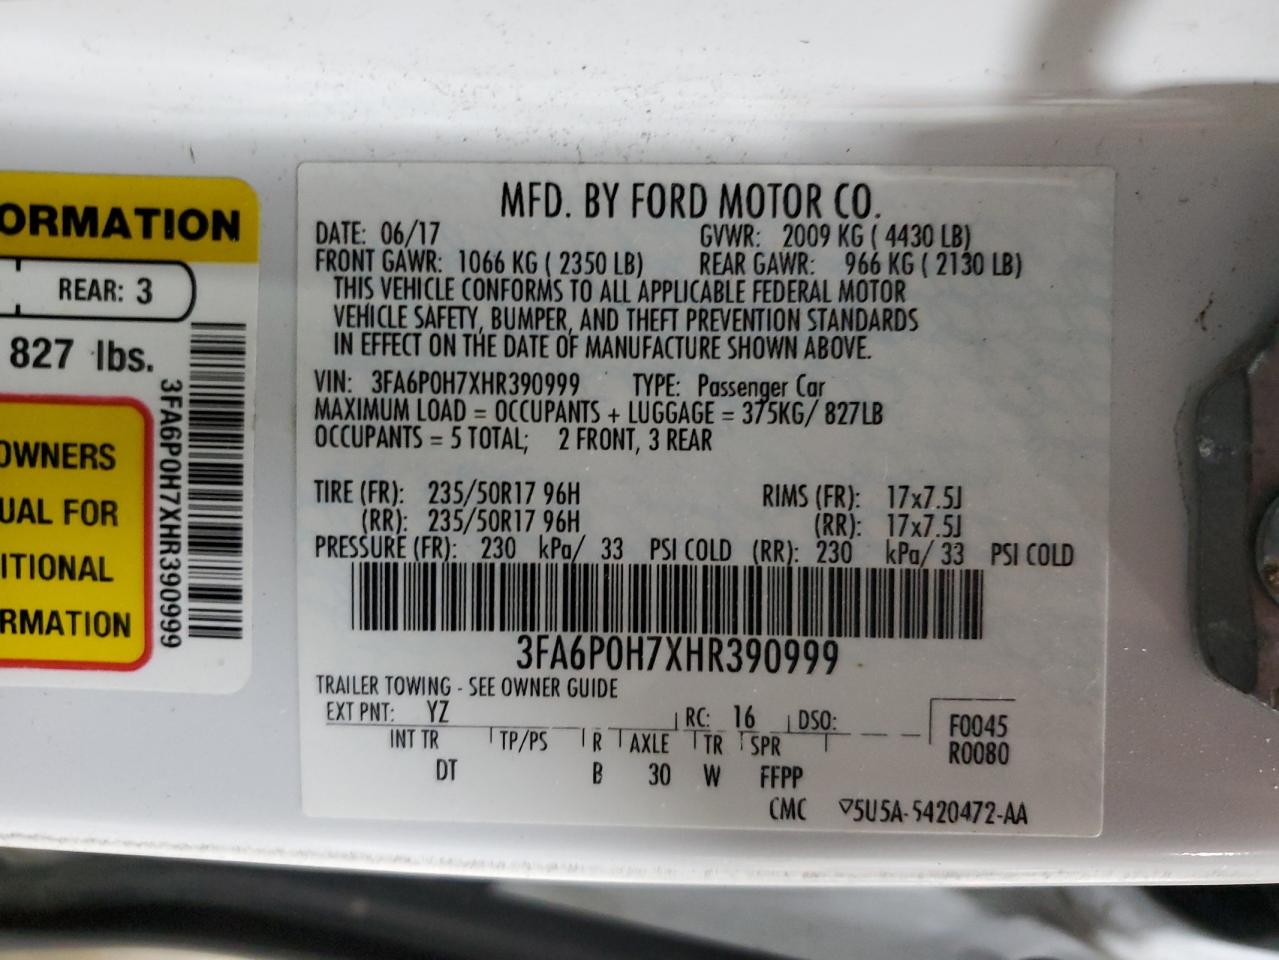 ORMATION
REAR: 3
827 lbs.
OWNERS
UAL FOR
ITIONAL
RMATION
3FA6P0H7XHR390999
MFD. BY FORD MOTOR CO.
DATE: 06/17 GVWR: 2009 KG ( 4430 LB)
FRONT GAWR: 1066 KG ( 2350 LB) REAR GAWR: 966 KG ( 2130 LB)
THIS VEHICLE CONFORMS TO ALL APPLICABLE FEDERAL MOTOR
VEHICLE SAFETY, BUMPER, AND THEFT PREVENTION STANDARDS
IN EFFECT ON THE DATE OF MANUFACTURE SHOWN ABOVE.
VIN: 3FA6P0H7XHR390999 TYPE: Passenger Car
MAXIMUM LOAD = OCCUPANTS + LUGGAGE = 375KG/ 827LB
OCCUPANTS = 5 TOTAL; 2 FRONT, 3 REAR
TIRE (FR): 235/50R17 96H RIMS (FR): 17x7.5J
(RR): 235/50R17 96H (RR): 17x7.5J
PRESSURE (FR): 230 kPa/ 33 PSI COLD (RR): 230 kPa/ 33 PSI COLD
3FA6P0H7XHR390999
TRAILER TOWING - SEE OWNER GUIDE
EXT PNT: YZ RC: 16 DSO: F0045
INT TR TP/PS R AXLE TR SPR R0080
DT B 30 W FFPP
CMC ▽5U5A-5420472-AA